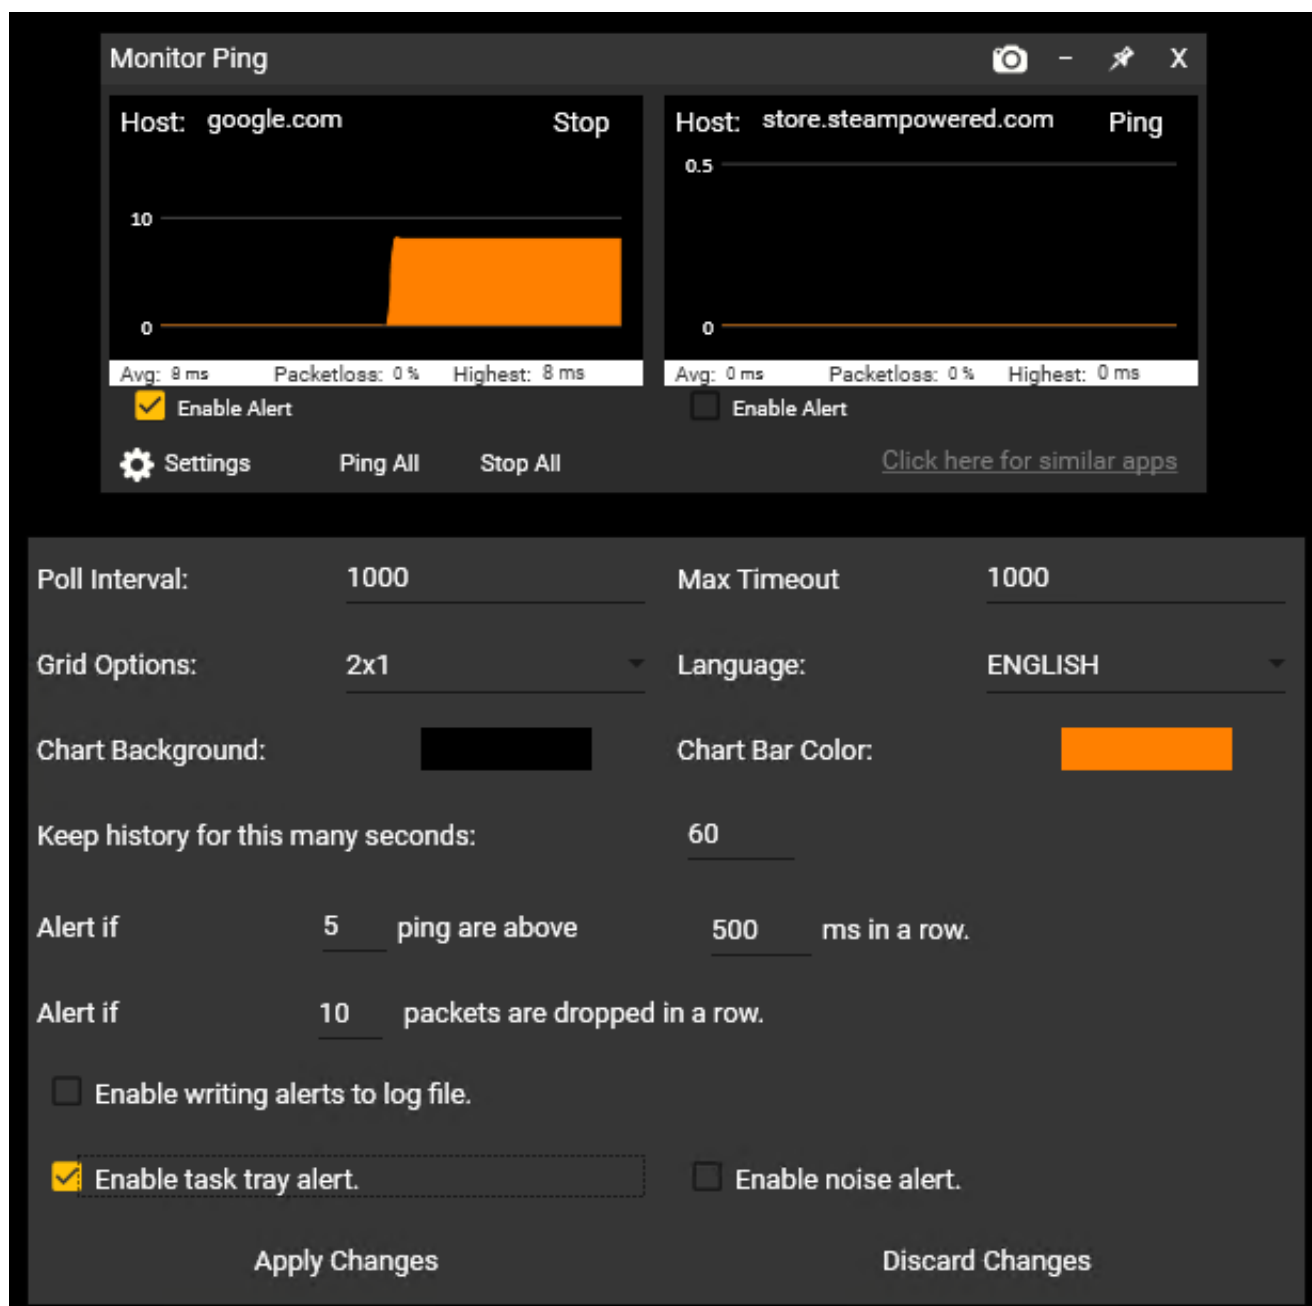 Monitor Ping - X
Host: google.com Stop
10
0
Avg: 8 ms Packetloss: 0 % Highest: 8 ms
Enable Alert
Host: store.steampowered.com Ping
0.5
0
Avg: 0 ms Packetloss: 0 % Highest: 0 ms
Enable Alert
Settings Ping All Stop All Click here for similar apps
Poll Interval: 1000 Max Timeout 1000
Grid Options: 2x1 Language: ENGLISH
Chart Background: Chart Bar Color:
Keep history for this many seconds: 60
Alert if 5 ping are above 500 ms in a row.
Alert if 10 packets are dropped in a row.
Enable writing alerts to log file.
Enable task tray alert. Enable noise alert.
Apply Changes Discard Changes